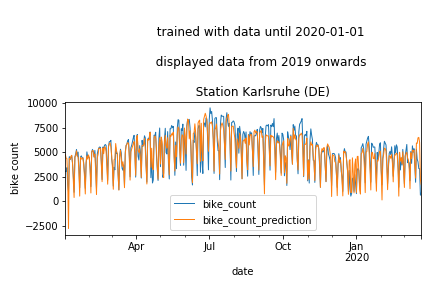 trained with data until 2020-01-01
displayed data from 2019 onwards
Station Karlsruhe (DE)
10000
7500
5000
2500
0
−2500
bike count
bike_count
bike_count_prediction
Apr
Jul
Oct
Jan
2020
date